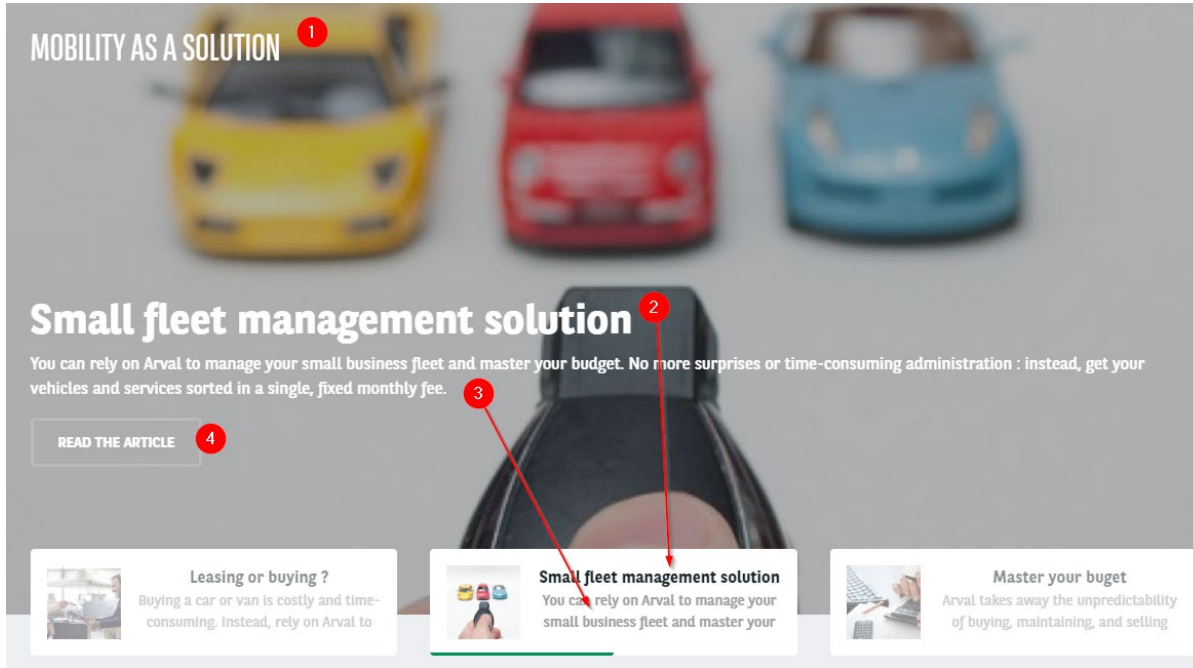 MOBILITY AS A SOLUTION 1
Small fleet management solution 2
You can rely on Arval to manage your small business fleet and master your budget. No more surprises or time-consuming administration : instead, get your
vehicles and services sorted in a single, fixed monthly fee. 3
READ THE ARTICLE 4
Leasing or buying ?
Buying a car or van is costly and time-
consuming. Instead, rely on Arval to
Small fleet management solution
You can rely on Arval to manage your
small business fleet and master your
Master your buget
Arval takes away the unpredictability
of buying, maintaining, and selling